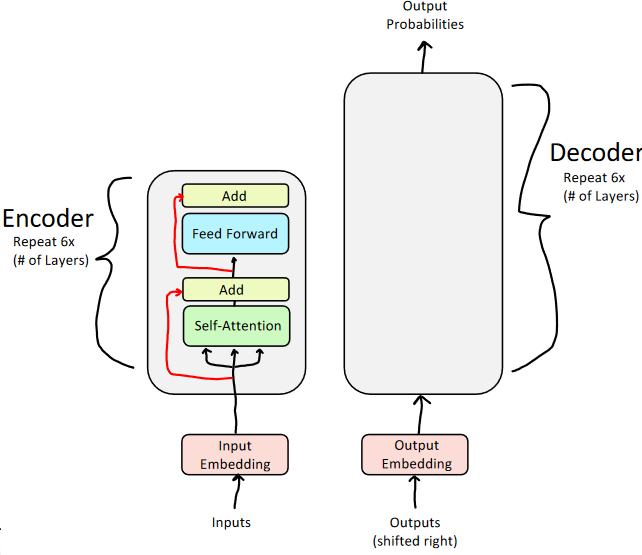 Output
Probabilities
Encoder
Repeat 6x
(# of Layers)
Add
Feed Forward
Add
Self-Attention
Input
Embedding
Inputs
Decoder
Repeat 6x
(# of Layers)
Output
Embedding
Outputs
(shifted right)